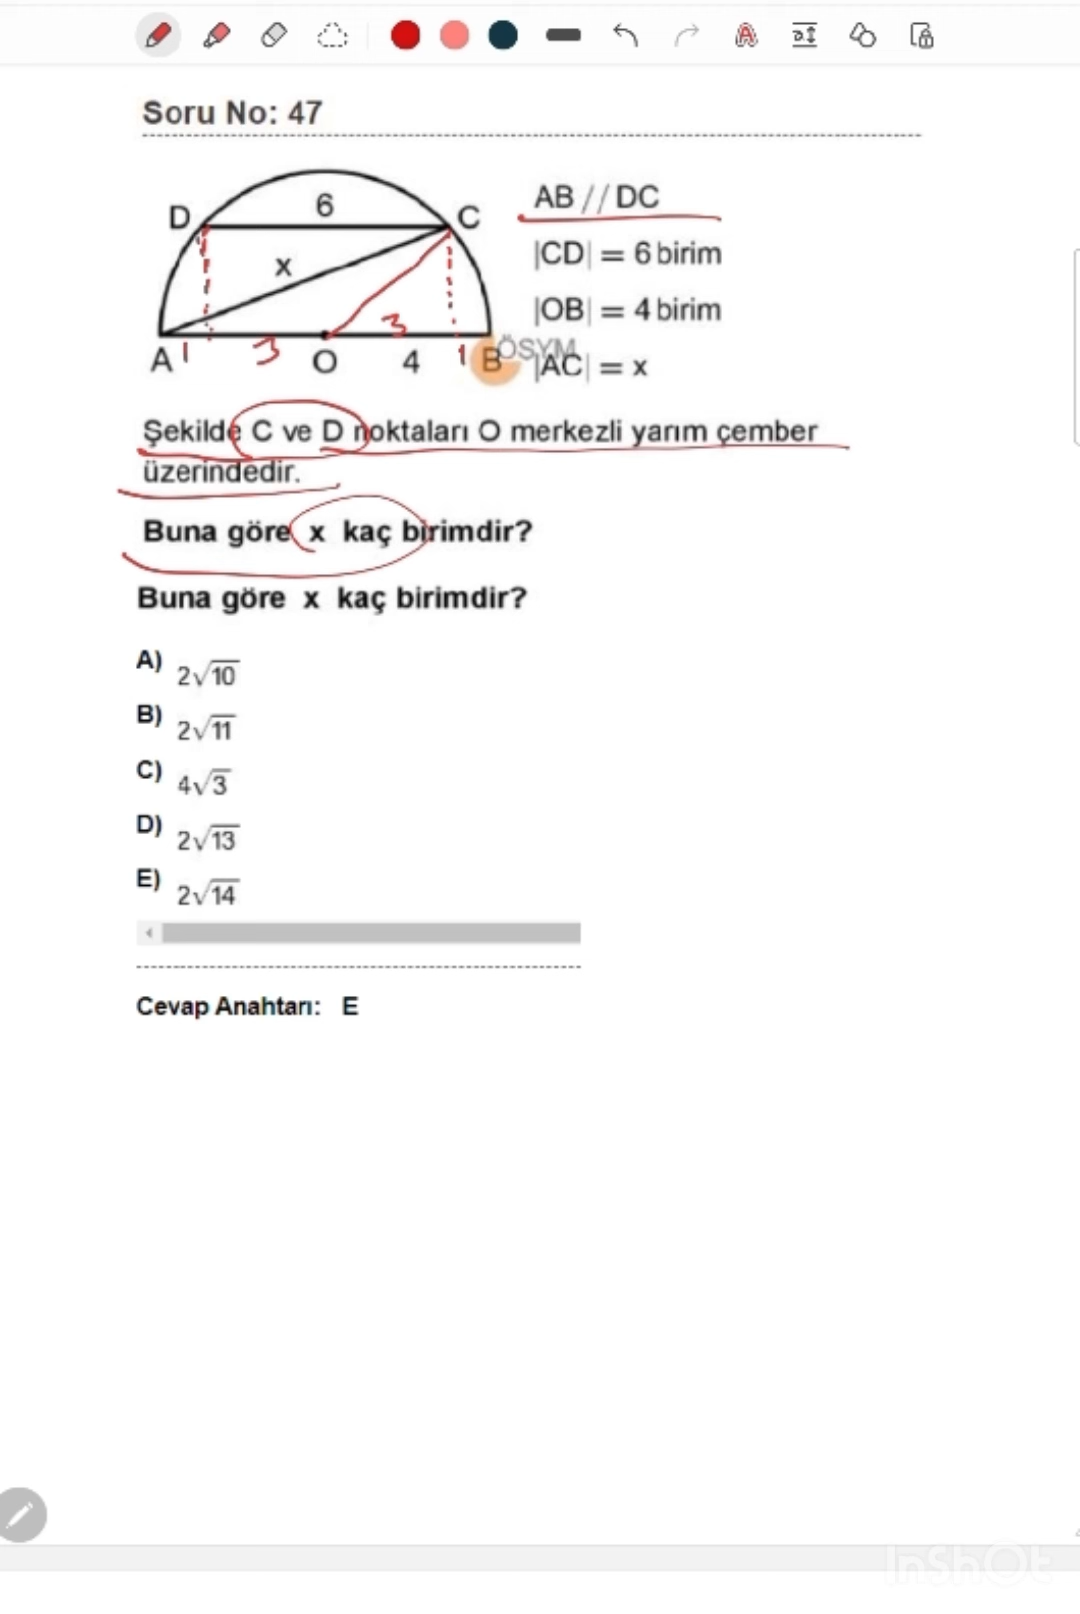 Soru No: 47
D 6 C
x
3
A 1 3 O 4 1 B
AB // DC
|CD| = 6 birim
|OB| = 4 birim
ÖSYM
|AC| = x
Şekilde C ve D noktaları O merkezli yarım çember
üzerindedir.
Buna göre x kaç birimdir?
Buna göre x kaç birimdir?
A) 2√10
B) 2√11
C) 4√3
D) 2√13
E) 2√14
Cevap Anahtarı: E
InShOt